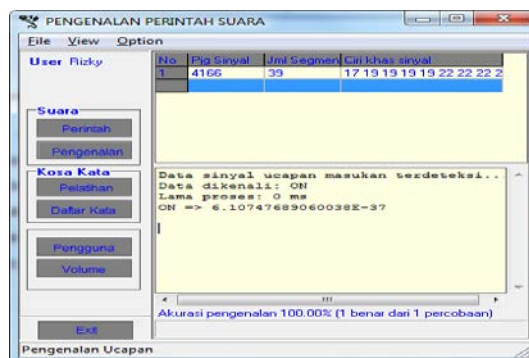 PENGENALAN PERINTAH SUARA
File View Option
User Rizky
No Pjg Sinyal Jml Segmen Ciri khas sinyal
1 4166 39 17 19 19 19 19 22 22 22 2
Suara
Perintah
Pengenalan
Kosa Kata
Pelatihan
Daftar Kata
Pengguna
Volume
Exit
Data sinyal ucapan masukan terdeteksi...
Data dikenali: ON
Lama proses: 0 ms
ON => 6.10747689060038E-37
Akurasi pengenalan 100.00% (1 benar dari 1 percobaan)
Pengenalan Ucapan